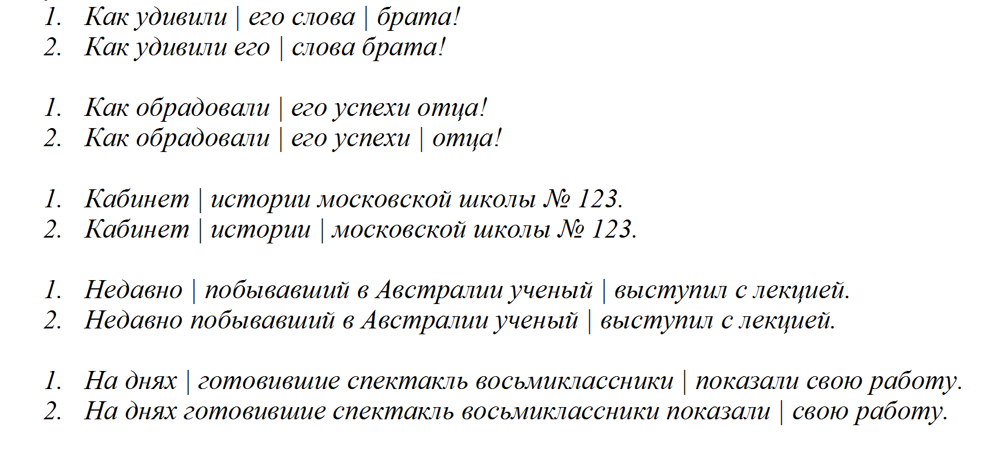 1. Как удивили | его слова | брата!
2. Как удивили его | слова брата!
1. Как обрадовали | его успехи отца!
2. Как обрадовали | его успехи | отца!
1. Кабинет | истории московской школы № 123.
2. Кабинет | истории | московской школы № 123.
1. Недавно | побывавший в Австралии ученый | выступил с лекцией.
2. Недавно побывавший в Австралии ученый | выступил с лекцией.
1. На днях | готовившие спектакль восьмиклассники | показали свою работу.
2. На днях готовившие спектакль восьмиклассники показали | свою работу.